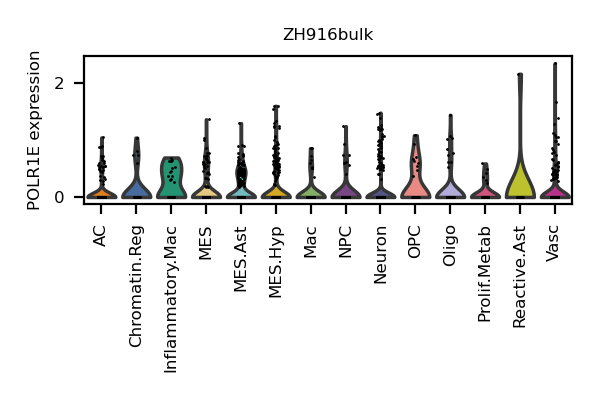 ZH916bulk
POLR1E expression
2
0
AC
Chromatin.Reg
Inflammatory.Mac
MES
MES.Ast
MES.Hyp
Mac
NPC
Neuron
OPC
Oligo
Prolif.Metab
Reactive.Ast
Vasc